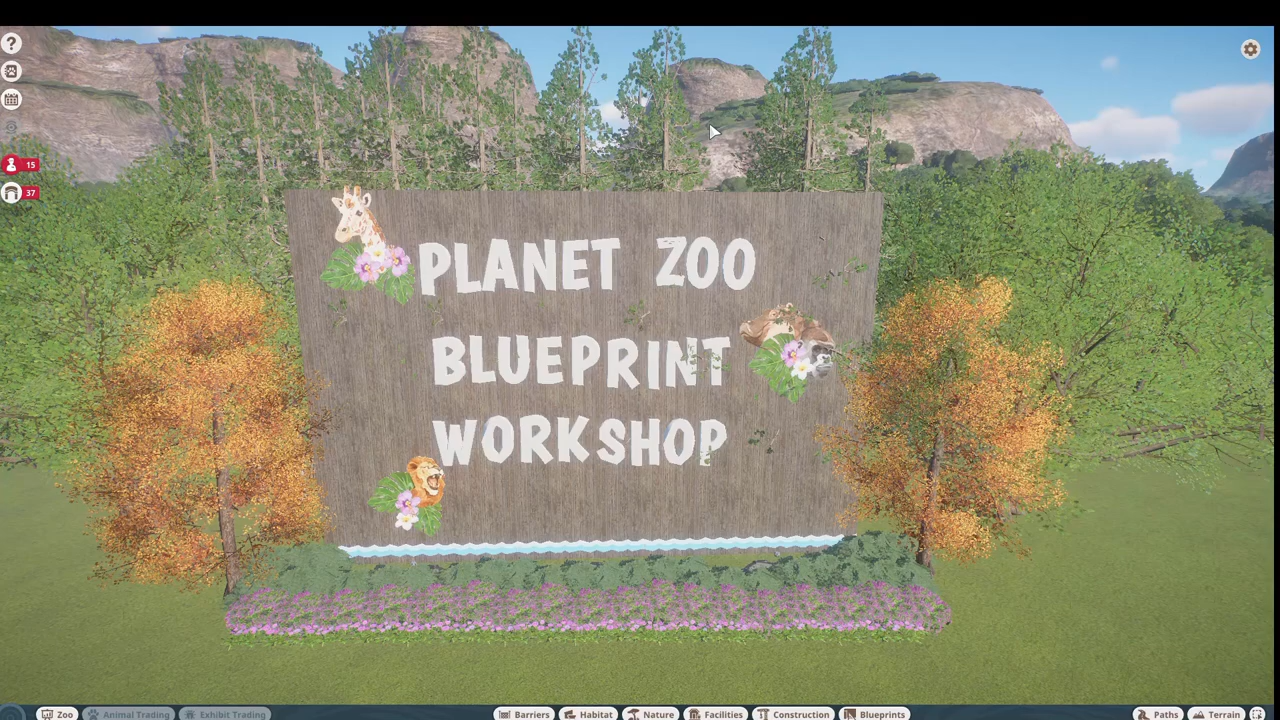 ?
15
37
PLANET ZOO
BLUEPRINT
WORKSHOP
Zoo Animal Trading Exhibit Trading Barriers Habitat Nature Facilities Construction Blueprints Paths Terrain